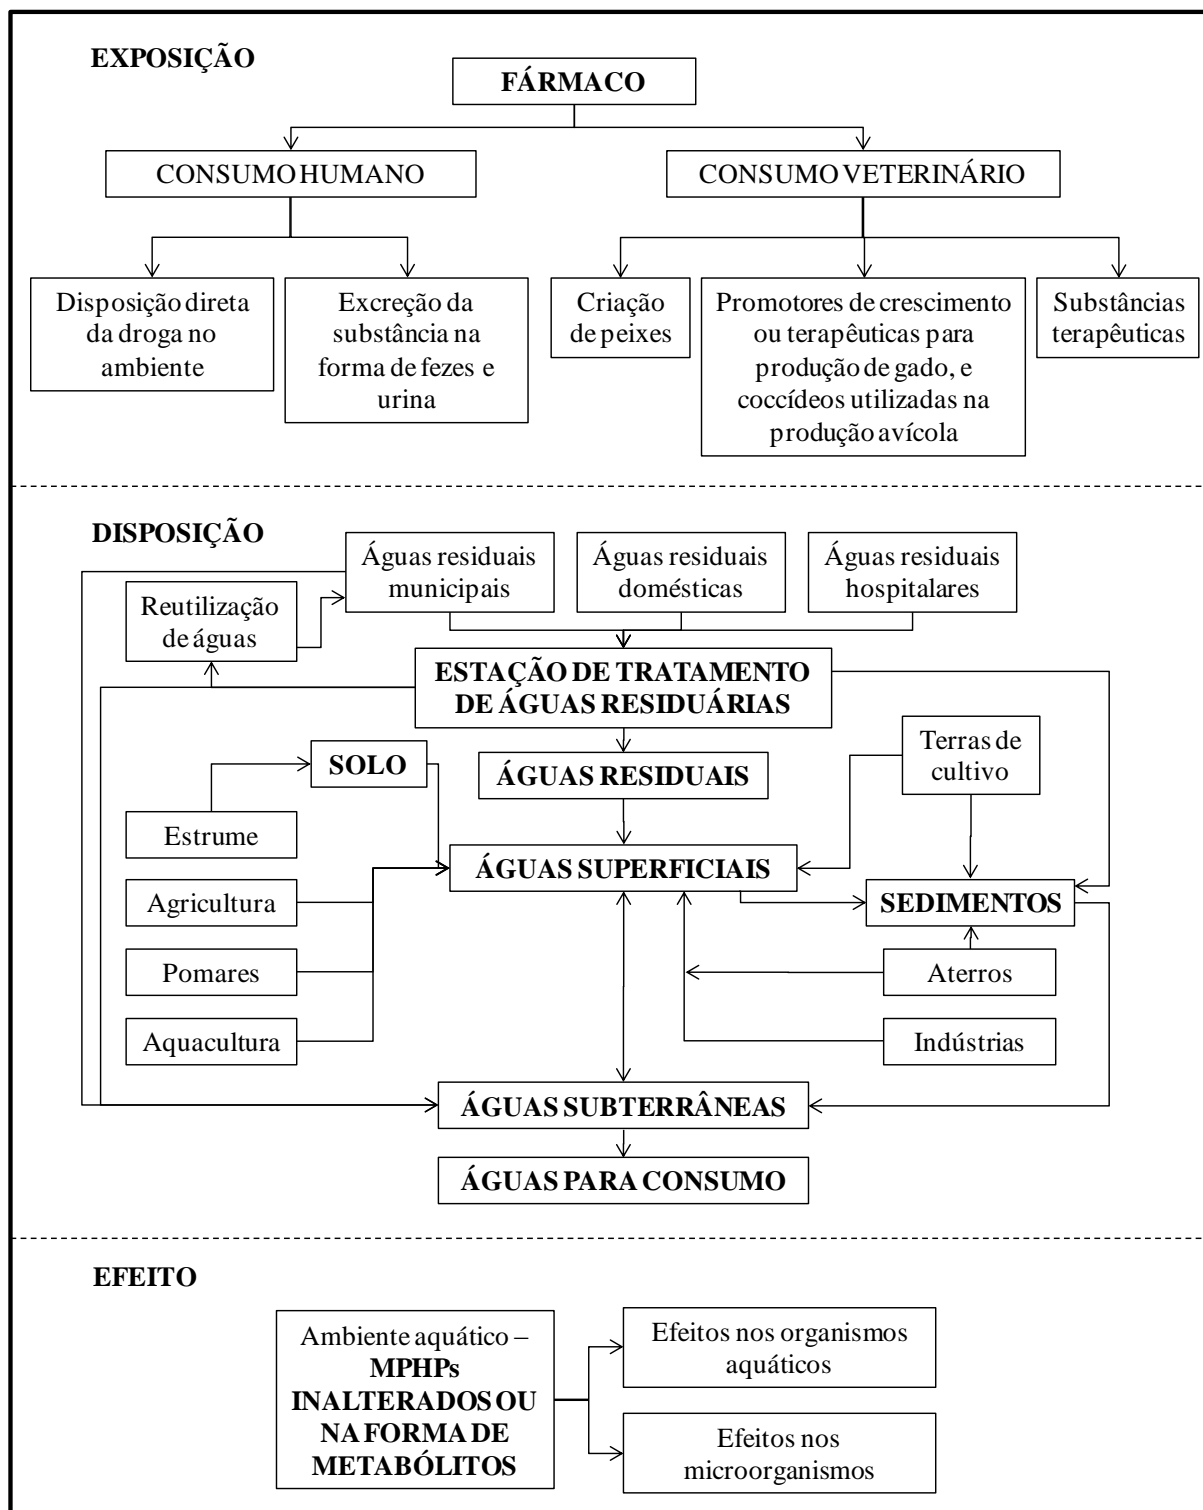 EXPOSIÇÃO
FÁRMACO
CONSUMO HUMANO
CONSUMO VETERINÁRIO
Disposição direta
da droga no
ambiente
Excreção da
substância na
forma de fezes e
urina
Criação
de peixes
Promotores de crescimento
ou terapêuticas para
produção de gado, e
coccídeos utilizadas na
produção avícola
Substâncias
terapêuticas
DISPOSIÇÃO
Águas residuais
municipais
Águas residuais
domésticas
Águas residuais
hospitalares
Reutilização
de águas
ESTAÇÃO DE TRATAMENTO
DE ÁGUAS RESIDUÁRIAS
SOLO
ÁGUAS RESIDUAIS
Terras de
cultivo
Estrume
ÁGUAS SUPERFICIAIS
Agricultura
SEDIMENTOS
Pomares
Aterros
Aquacultura
Indústrias
ÁGUAS SUBTERRÂNEAS
ÁGUAS PARA CONSUMO
EFEITO
Ambiente aquático –
MPHPs
INALTERADOS OU
NA FORMA DE
METABÓLITOS
Efeitos nos organismos
aquáticos
Efeitos nos
microorganismos